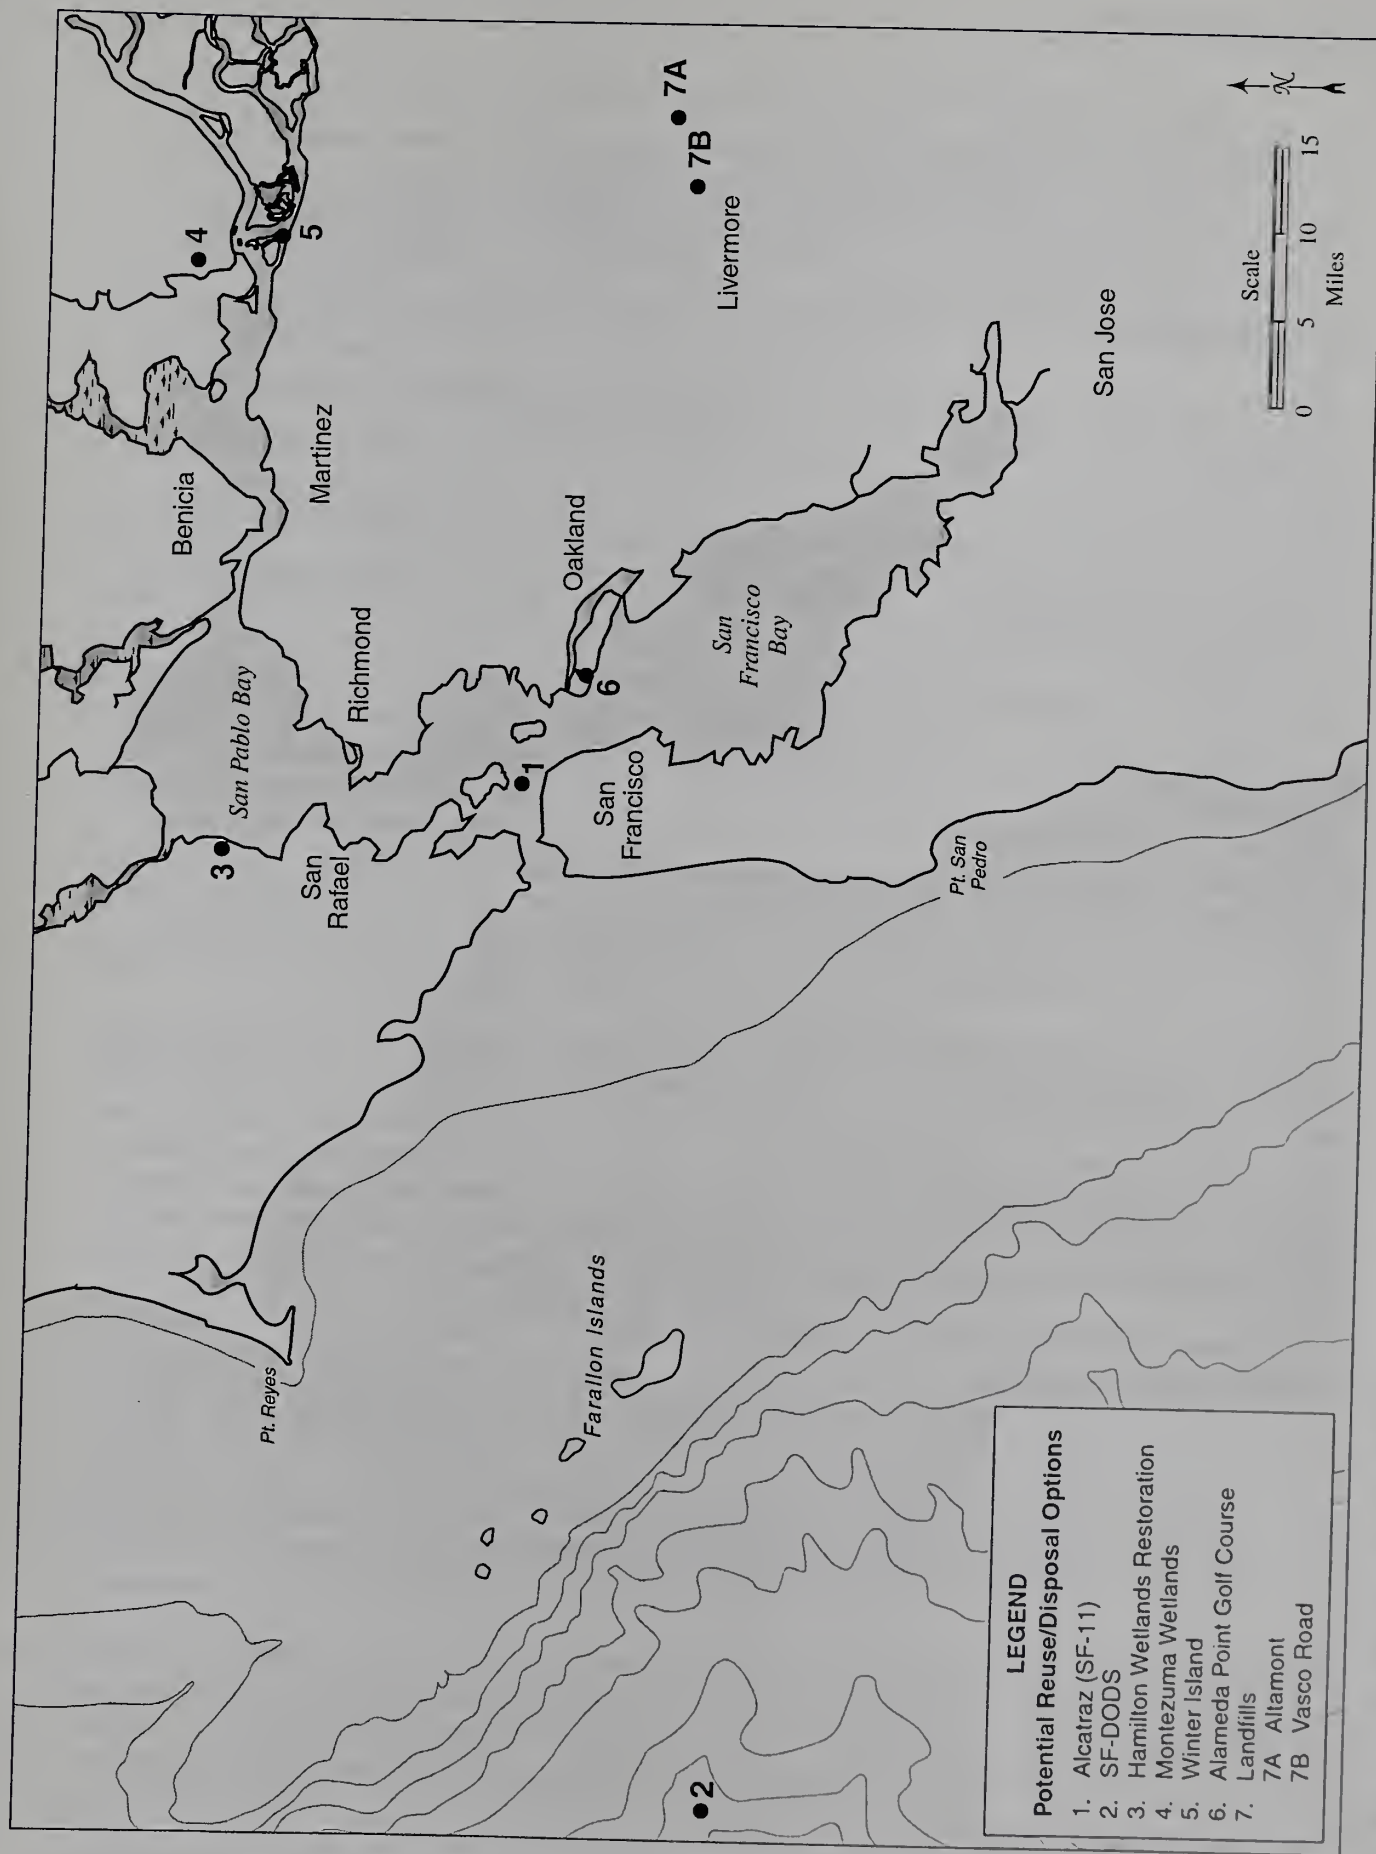 4
5
7A
7B
Livermore
Benicia
Martinez
San Pablo Bay
Richmond
Oakland
3
San
Rafael
1
6
San
Francisco
San
Francisco
Bay
San Jose
Pt. San
Pedro
Pt. Reyes
Farallon Islands
2
N
Scale
0 5 10 15
Miles
LEGEND
Potential Reuse/Disposal Options
1. Alcatraz (SF-11)
2. SF-DODS
3. Hamilton Wetlands Restoration
4. Montezuma Wetlands
5. Winter Island
6. Alameda Point Golf Course
7. Landfills
7A Altamont
7B Vasco Road